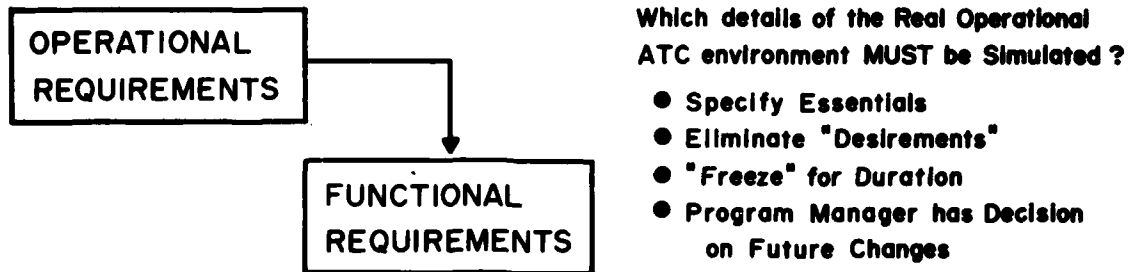 OPERATIONAL
REQUIREMENTS
FUNCTIONAL
REQUIREMENTS
Which details of the Real Operational
ATC environment MUST be Simulated ?
● Specify Essentials
● Eliminate "Desirements"
● "Freeze" for Duration
● Program Manager has Decision
on Future Changes